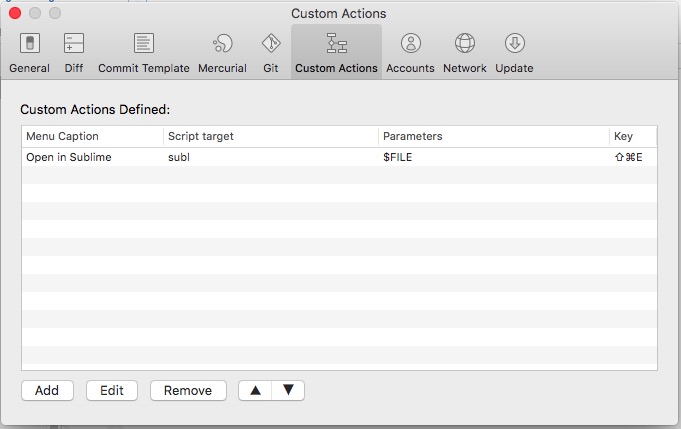 Custom Actions
General Diff Commit Template Mercurial Git Custom Actions Accounts Network Update
Custom Actions Defined:
Menu Caption Script target Parameters Key
Open in Sublime subl $FILE ⇧⌘E
Add Edit Remove ▲ ▼